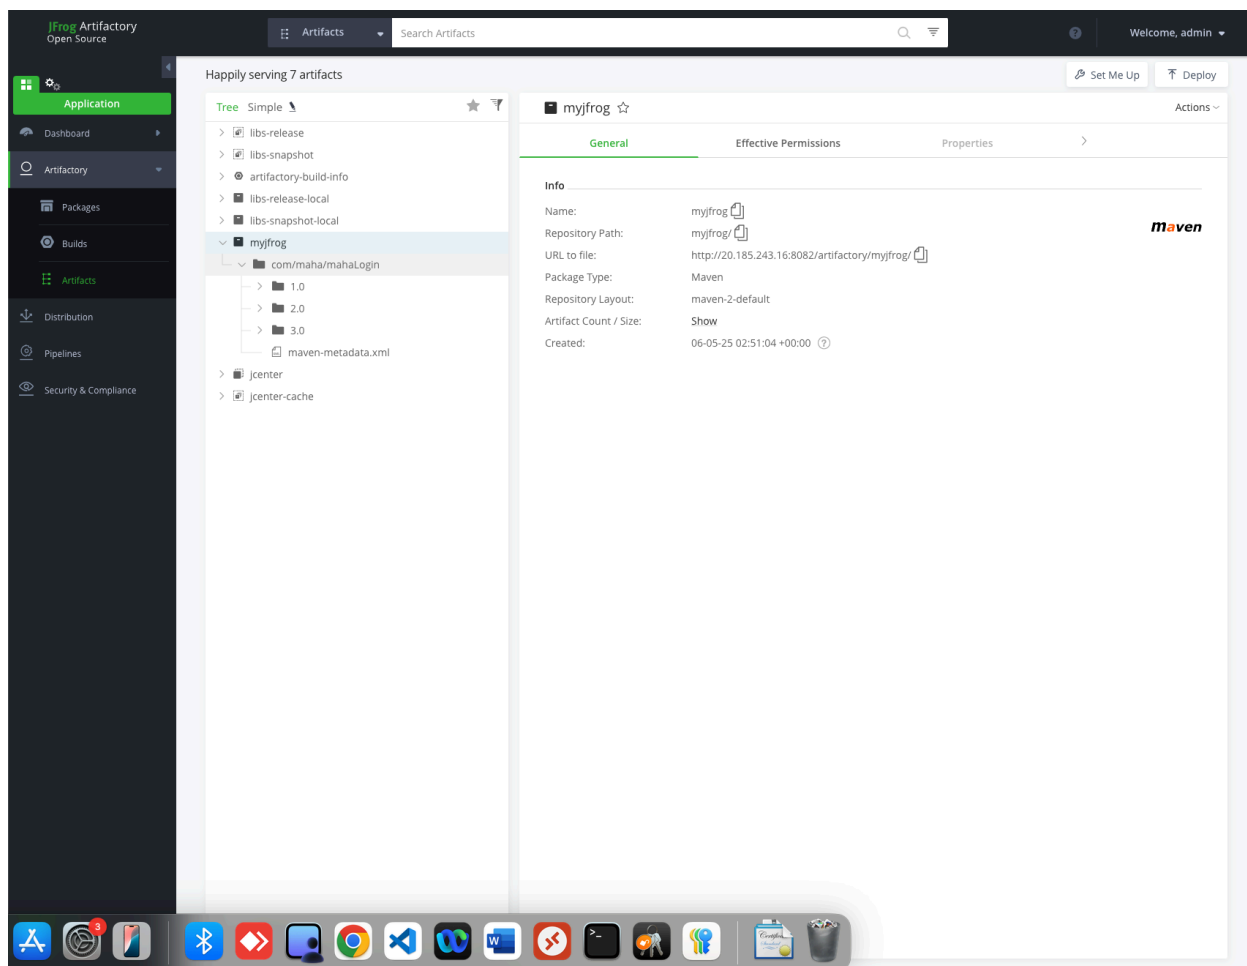 JFrog Artifactory
Open Source
Artifacts
Search Artifacts
Welcome, admin
Happily serving 7 artifacts
Set Me Up
Deploy
Application
Dashboard
Artifactory
Packages
Builds
Artifacts
Distribution
Pipelines
Security & Compliance
Tree Simple
libs-release
libs-snapshot
artifactory-build-info
libs-release-local
libs-snapshot-local
myjfrog
com/maha/mahaLogin
1.0
2.0
3.0
maven-metadata.xml
jcenter
jcenter-cache
myjfrog
Actions
General Effective Permissions Properties
Info
Name: myjfrog
Repository Path: myjfrog/
maven
URL to file: http://20.185.243.16:8082/artifactory/myjfrog/
Package Type: Maven
Repository Layout: maven-2-default
Artifact Count / Size: Show
Created: 06-05-25 02:51:04 +00:00
3
W